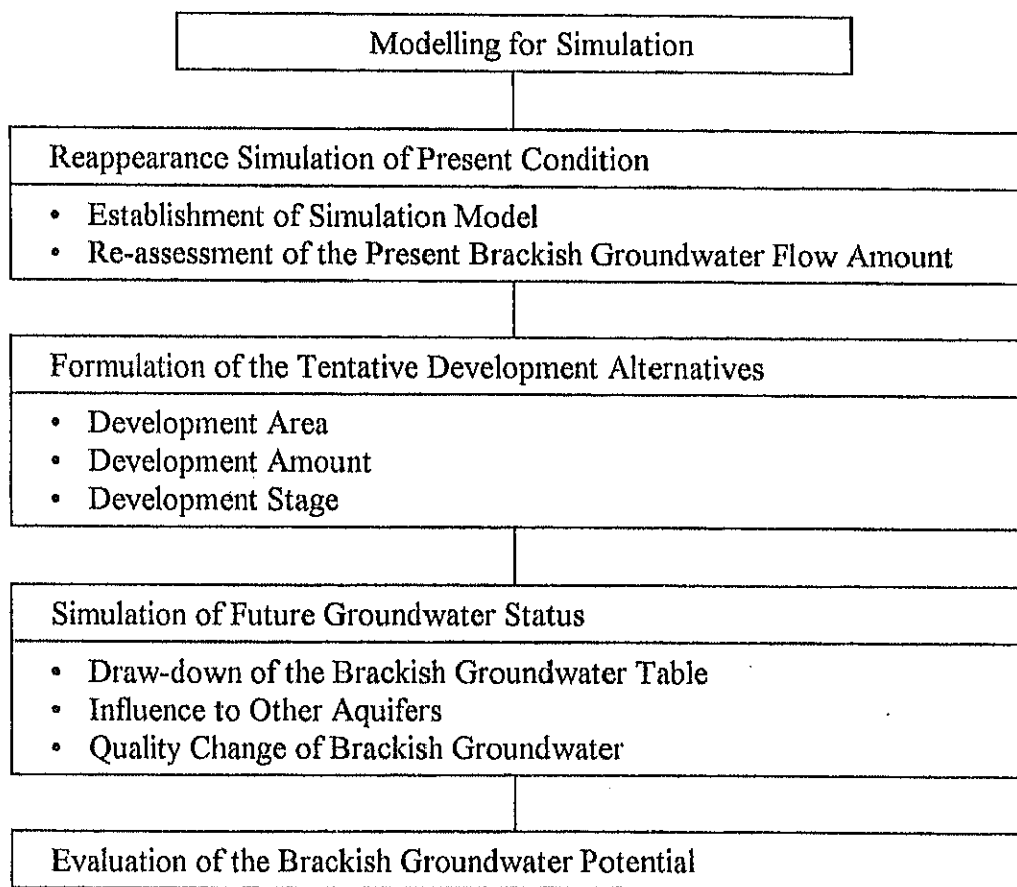 Modelling for Simulation
Reappearance Simulation of Present Condition
• Establishment of Simulation Model
• Re-assessment of the Present Brackish Groundwater Flow Amount
Formulation of the Tentative Development Alternatives
• Development Area
• Development Amount
• Development Stage
Simulation of Future Groundwater Status
• Draw-down of the Brackish Groundwater Table
• Influence to Other Aquifers
• Quality Change of Brackish Groundwater
Evaluation of the Brackish Groundwater Potential